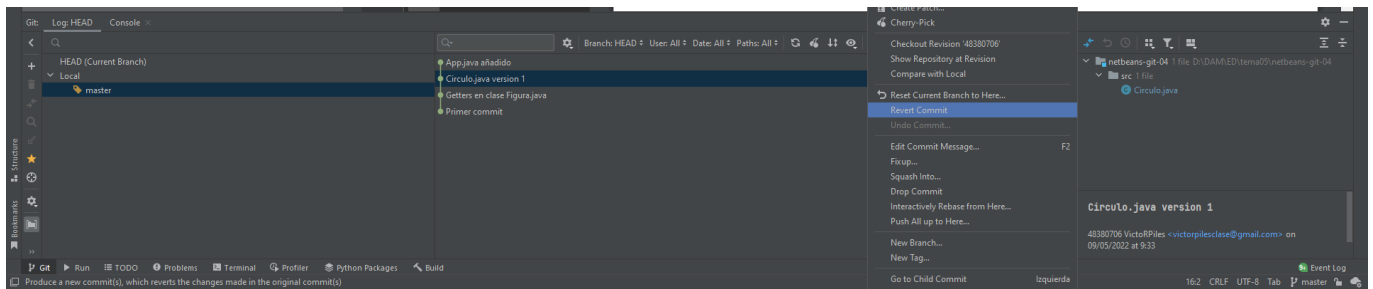 Create Patch...
Git: Log: HEAD Console ×
Cherry-Pick
Branch: HEAD User: All Date: All Paths: All
HEAD (Current Branch)
Local
master
App.java añadido
Circulo.java version 1
Getters en clase Figura.java
Primer commit
Checkout Revision '48380706'
Show Repository at Revision
Compare with Local
Reset Current Branch to Here...
Revert Commit
Undo Commit...
Edit Commit Message... F2
Fixup...
Squash Into...
Drop Commit
Interactively Rebase from Here...
Push All up to Here...
New Branch...
New Tag...
Go to Child Commit Izquierda
netbeans-git-04 1 file D:\DAM\ED\tema05\netbeans-git-04
src 1 file
Circulo.java
Circulo.java version 1
48380706 VictoRPiles <victorpilesclase@gmail.com> on
09/05/2022 at 9:33
Structure
Bookmarks
Git Run TODO Problems Terminal Profiler Python Packages Build
Event Log
Produce a new commit(s), which reverts the changes made in the original commit(s)
16:2 CRLF UTF-8 Tab master